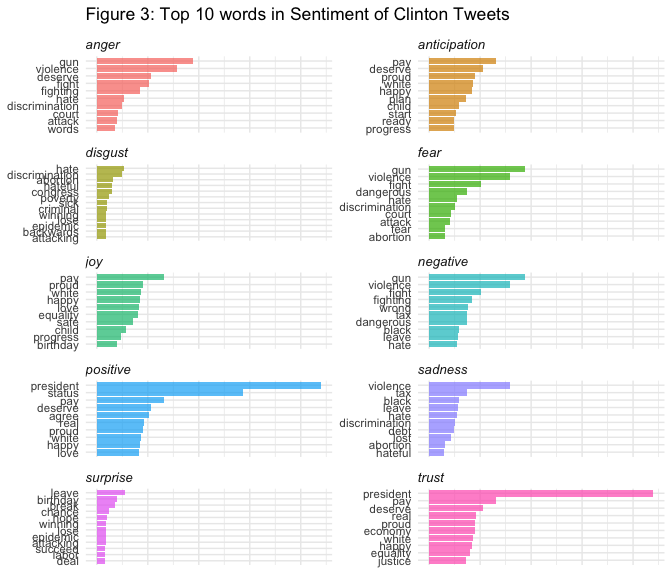 Figure 3: Top 10 words in Sentiment of Clinton Tweets
anger
gun
violence
deserve
fight
fighting
hate
discrimination
court
attack
words
anticipation
pay
deserve
proud
white
happy
plan
child
start
ready
progress
disgust
hate
discrimination
abortion
hateful
congress
poverty
sick
criminal
winning
lose
epidemic
backwards
attacking
fear
gun
violence
fight
dangerous
hate
discrimination
court
attack
fear
abortion
joy
pay
proud
white
happy
love
equality
safe
child
progress
birthday
negative
gun
violence
fight
fighting
wrong
tax
dangerous
black
leave
hate
positive
president
status
pay
deserve
agree
real
proud
white
happy
love
sadness
violence
tax
black
leave
hate
discrimination
debt
lost
abortion
hateful
surprise
leave
birthday
break
chance
hope
winning
lose
epidemic
attacking
succeed
labor
deal
trust
president
pay
deserve
real
proud
economy
white
happy
equality
justice